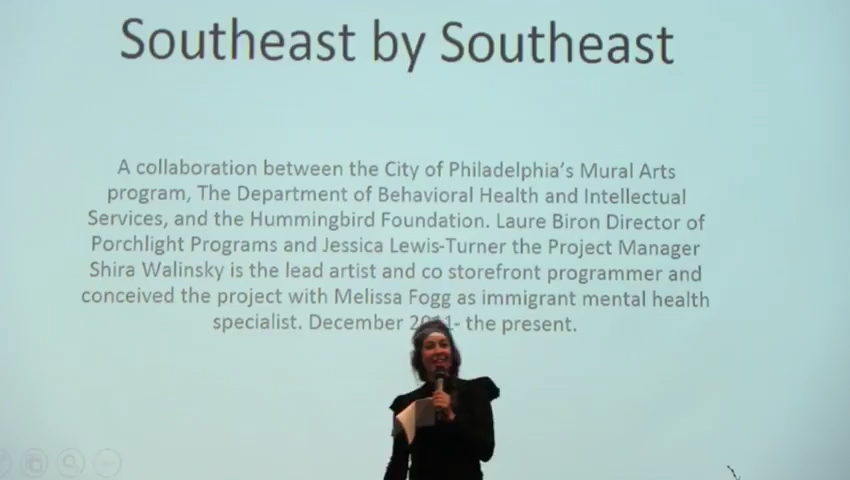 Southeast by Southeast
A collaboration between the City of Philadelphia's Mural Arts
program, The Department of Behavioral Health and Intellectual
Services, and the Hummingbird Foundation. Laure Biron Director of
Porchlight Programs and Jessica Lewis-Turner the Project Manager
Shira Walinsky is the lead artist and co storefront programmer and
conceived the project with Melissa Fogg as immigrant mental health
specialist. December 2011- the present.